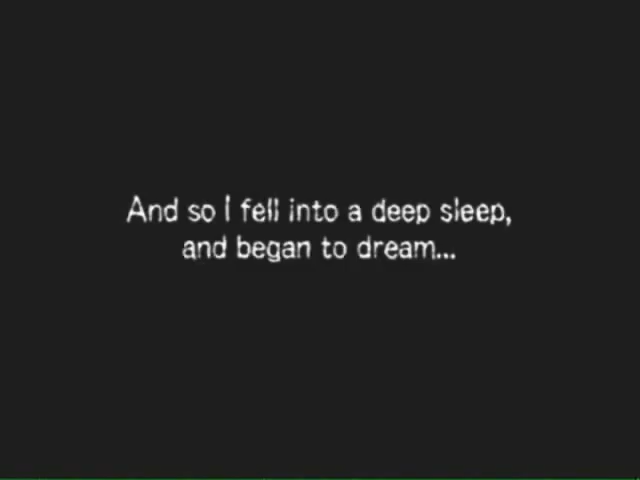 And so I fell into a deep sleep,
and began to dream...